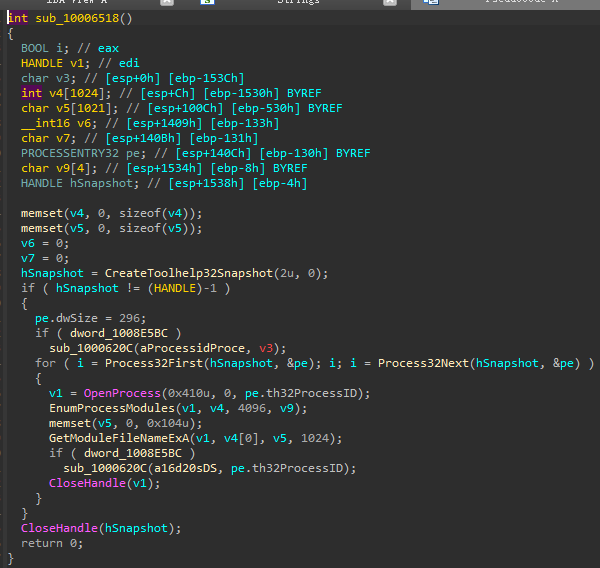 IDA View-A Strings Pseudocode-A
int sub_10006518()
{
BOOL i; // eax
HANDLE v1; // edi
char v3; // [esp+0h] [ebp-153Ch]
int v4[1024]; // [esp+Ch] [ebp-1530h] BYREF
char v5[1021]; // [esp+100Ch] [ebp-530h] BYREF
__int16 v6; // [esp+1409h] [ebp-133h]
char v7; // [esp+140Bh] [ebp-131h]
PROCESSENTRY32 pe; // [esp+140Ch] [ebp-130h] BYREF
char v9[4]; // [esp+1534h] [ebp-8h] BYREF
HANDLE hSnapshot; // [esp+1538h] [ebp-4h]
memset(v4, 0, sizeof(v4));
memset(v5, 0, sizeof(v5));
v6 = 0;
v7 = 0;
hSnapshot = CreateToolhelp32Snapshot(2u, 0);
if ( hSnapshot != (HANDLE)-1 )
{
pe.dwSize = 296;
if ( dword_1008E5BC )
sub_1000620C(aProcessidProce, v3);
for ( i = Process32First(hSnapshot, &pe); i; i = Process32Next(hSnapshot, &pe) )
{
v1 = OpenProcess(0x410u, 0, pe.th32ProcessID);
EnumProcessModules(v1, v4, 4096, v9);
memset(v5, 0, 0x104u);
GetModuleFileNameExA(v1, v4[0], v5, 1024);
if ( dword_1008E5BC )
sub_1000620C(a16d20sDS, pe.th32ProcessID);
CloseHandle(v1);
}
}
CloseHandle(hSnapshot);
return 0;
}